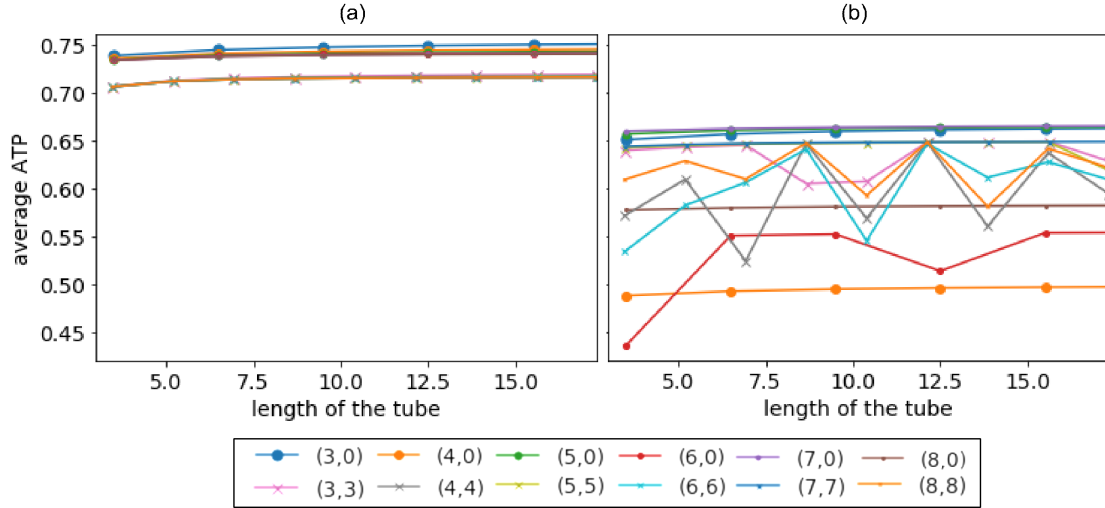 (a) (b)
average ATP
0.75
0.70
0.65
0.60
0.55
0.50
0.45
5.0 7.5 10.0 12.5 15.0 5.0 7.5 10.0 12.5 15.0
length of the tube length of the tube
(3,0) (4,0) (5,0) (6,0) (7,0) (8,0)
(3,3) (4,4) (5,5) (6,6) (7,7) (8,8)